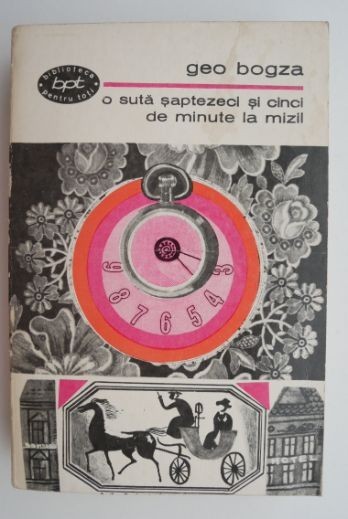 geo bogza
biblioteca
bpt
pentru toți
o sută șaptezeci și cinci
de minute la mizil
9
8
7
6
5
4
3